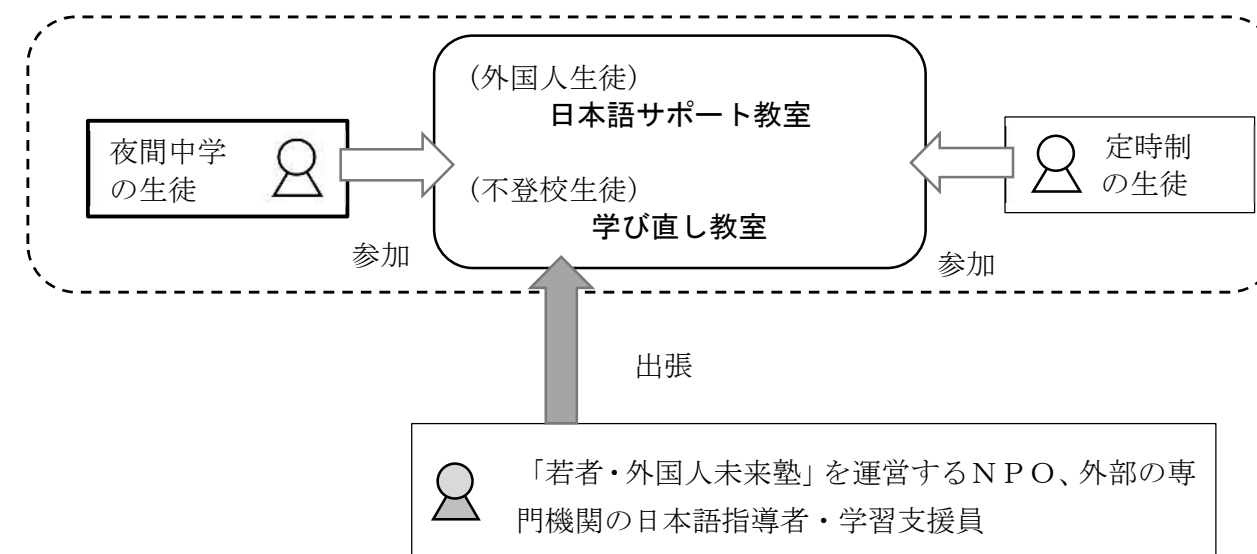 （外国人生徒）
日本語サポート教室
夜間中学
の生徒
定時制
の生徒
（不登校生徒）
学び直し教室
参加
参加
出張
「若者・外国人未来塾」を運営するＮＰＯ、外部の専
門機関の日本語指導者・学習支援員